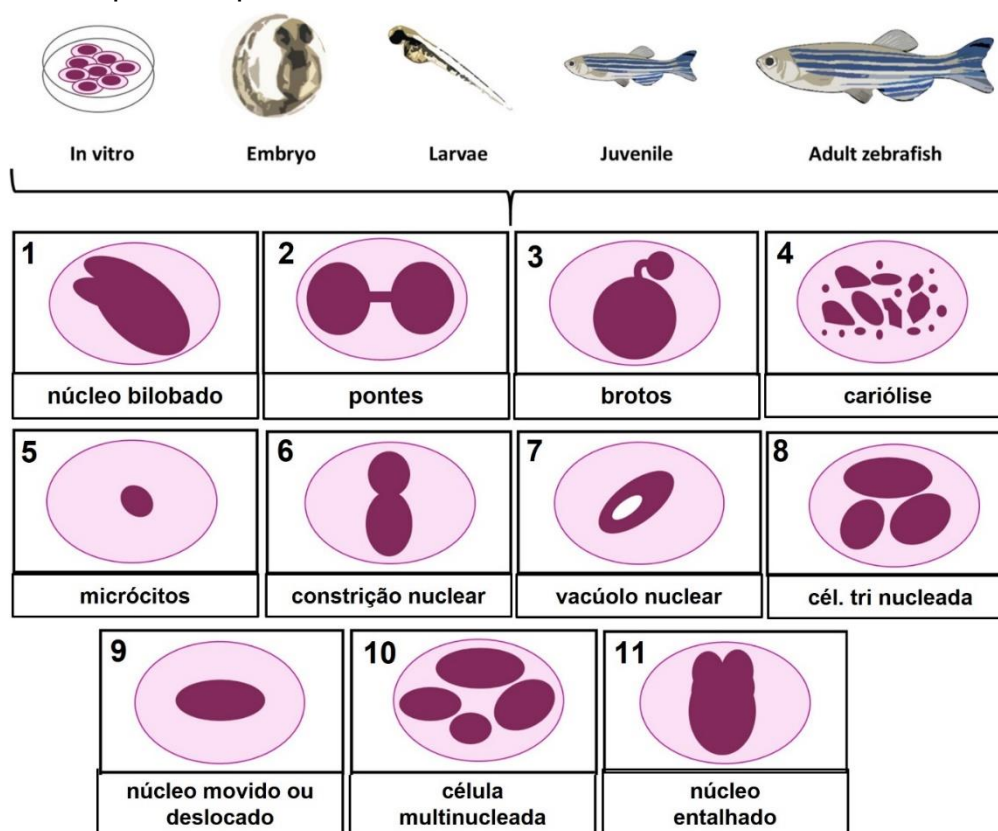 In vitro
Embryo
Larvae
Juvenile
Adult zebrafish
1
2
3
4
núcleo bilobado
pontes
brotos
cariólise
5
6
7
8
micrócitos
constrição nuclear
vacúolo nuclear
cél. tri nucleada
9
10
11
núcleo movido ou
deslocado
célula
multinucleada
núcleo
entalhado